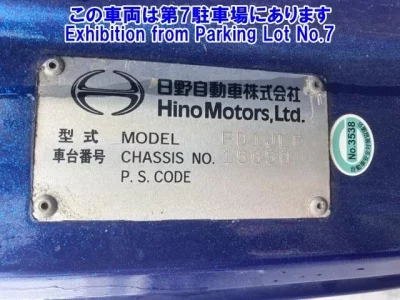 この車両は第7駐車場にあります
Exhibition from Parking Lot No.7
日野自動車株式会社
Hino Motors, Ltd.
型式 MODEL
車台番号 CHASSIS NO.
P.S.CODE
No.3538